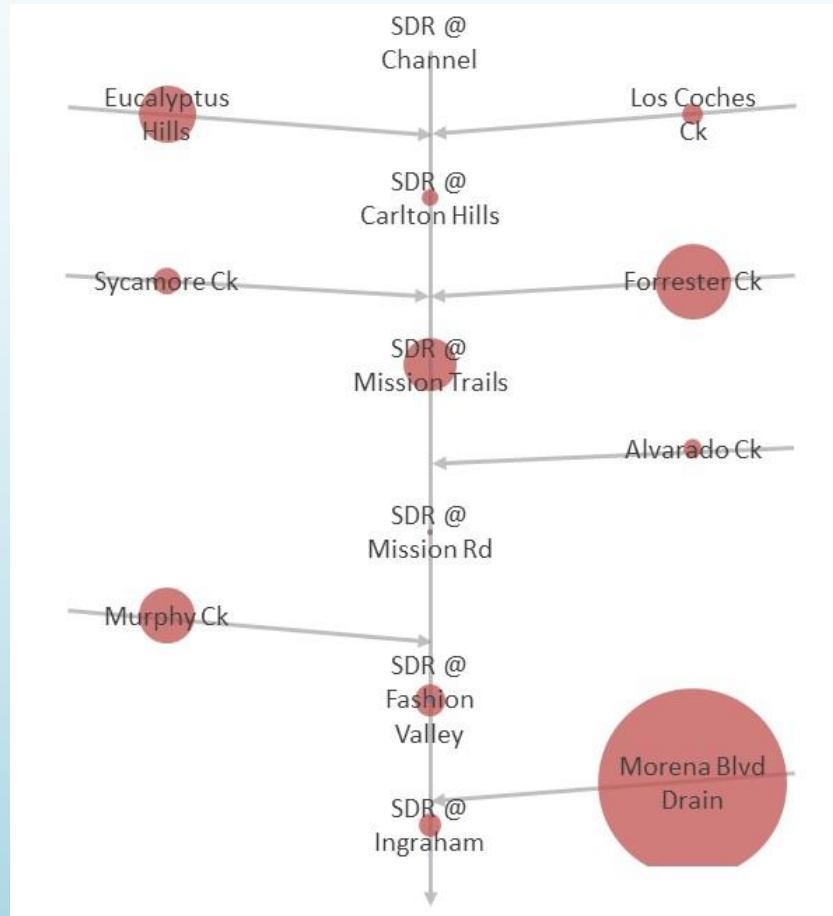 SDR @
Channel
Eucalyptus
Hills
Los Coches
Ck
SDR @
Carlton Hills
Sycamore Ck
Forrester Ck
SDR @
Mission Trails
Alvarado Ck
SDR @
Mission Rd
Murphy Ck
SDR @
Fashion
Valley
Morena Blvd
Drain
SDR @
Ingraham